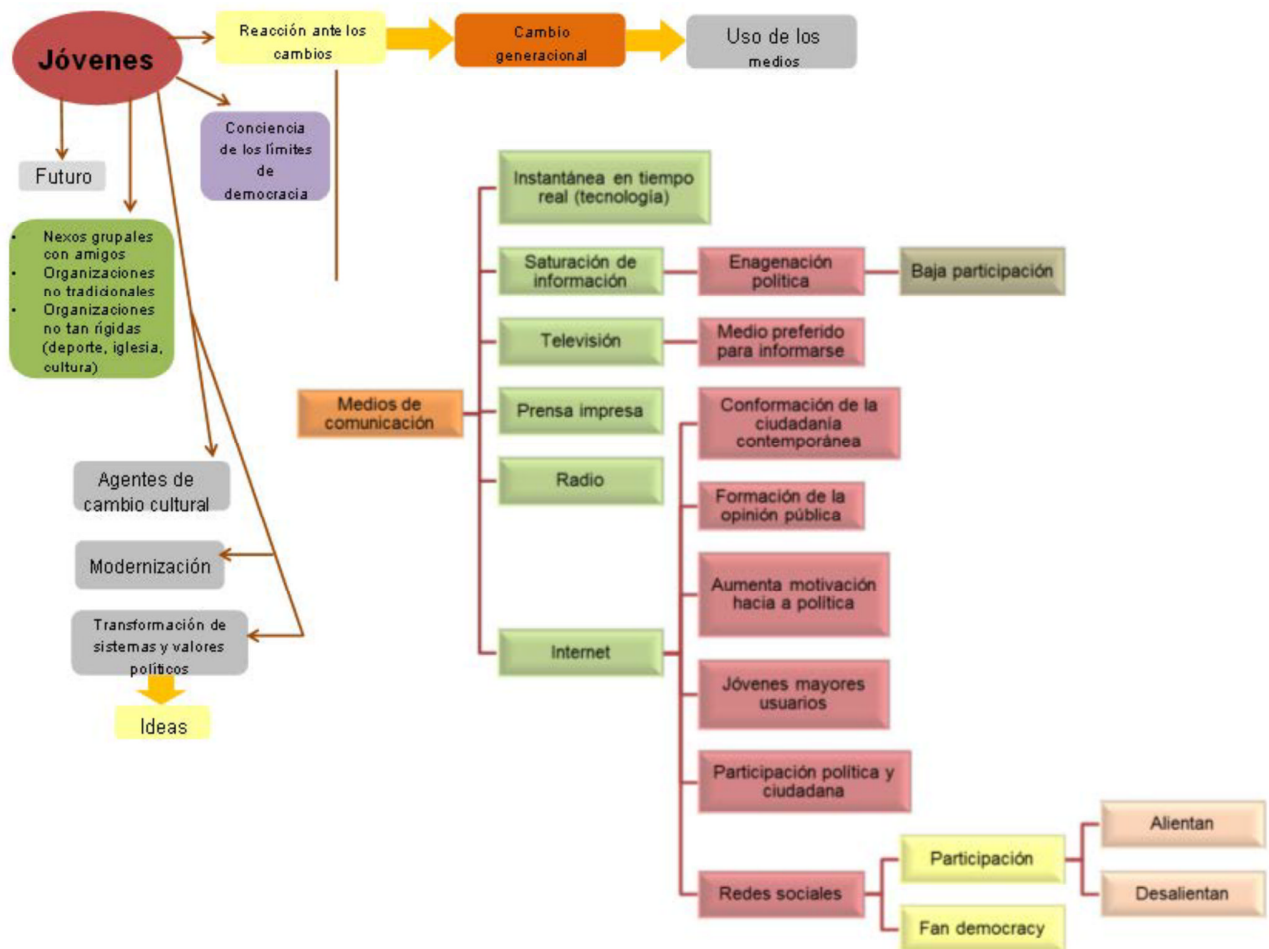 Jóvenes
Reacción ante los
cambios
Cambio
generacional
Uso de los
medios
Conciencia
de los límites
de
democracia
Futuro
• Nexos grupales
con amigos
• Organizaciones
no tradicionales
• Organizaciones
no tan rígidas
(deporte, iglesia,
cultura)
Agentes de
cambio cultural
Modernización
Transformación de
sistemas y valores
políticos
Ideas
Medios de
comunicación
Instantánea en tiempo
real (tecnología)
Saturación de
información
Enagenación
política
Baja participación
Televisión
Medio preferido
para informarse
Prensa impresa
Radio
Internet
Conformación de la
ciudadanía
contemporánea
Formación de la
opinión pública
Aumenta motivación
hacia a política
Jóvenes mayores
usuarios
Participación política y
ciudadana
Redes sociales
Participación
Alientan
Desalientan
Fan democracy